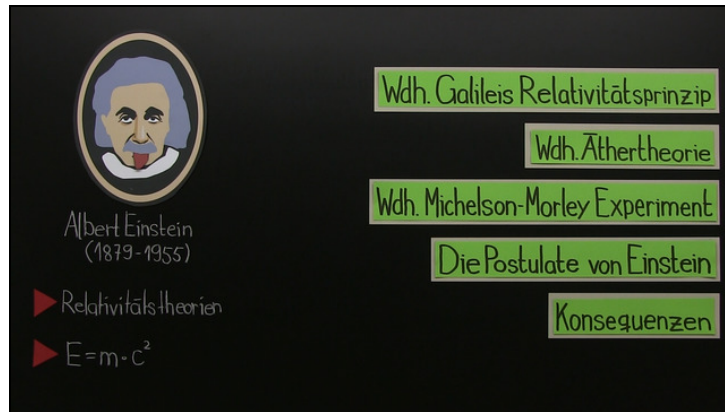 Albert Einstein
(1879-1955)
Relativitätstheorien
E=m·c²
Wdh. Galileis Relativitätsprinzip
Wdh. Äthertheorie
Wdh. Michelson-Morley Experiment
Die Postulate von Einstein
Konsequenzen